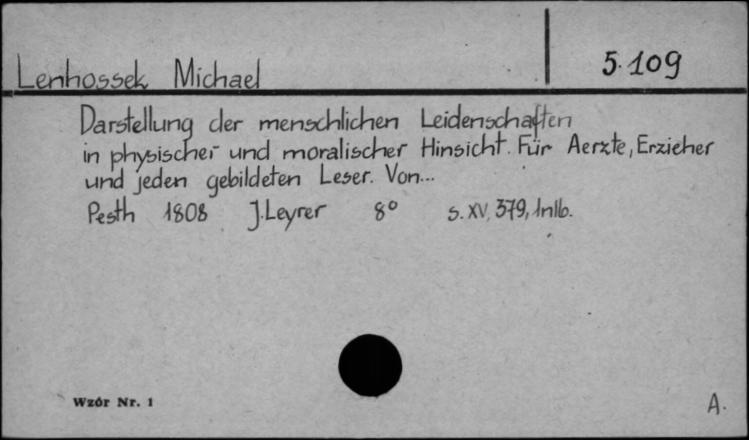 Lenhossek Michael
5.109
Darstellung der menschlichen Leidenschaften
in physischer und moralischer Hinsicht. Für Aerzte, Erzieher
und jeden gebildeten Leser. Von...
Pesth 1808 J. Leyrer 8° s. XV, 379, 1nlb.
Wzór Nr. 1
A.